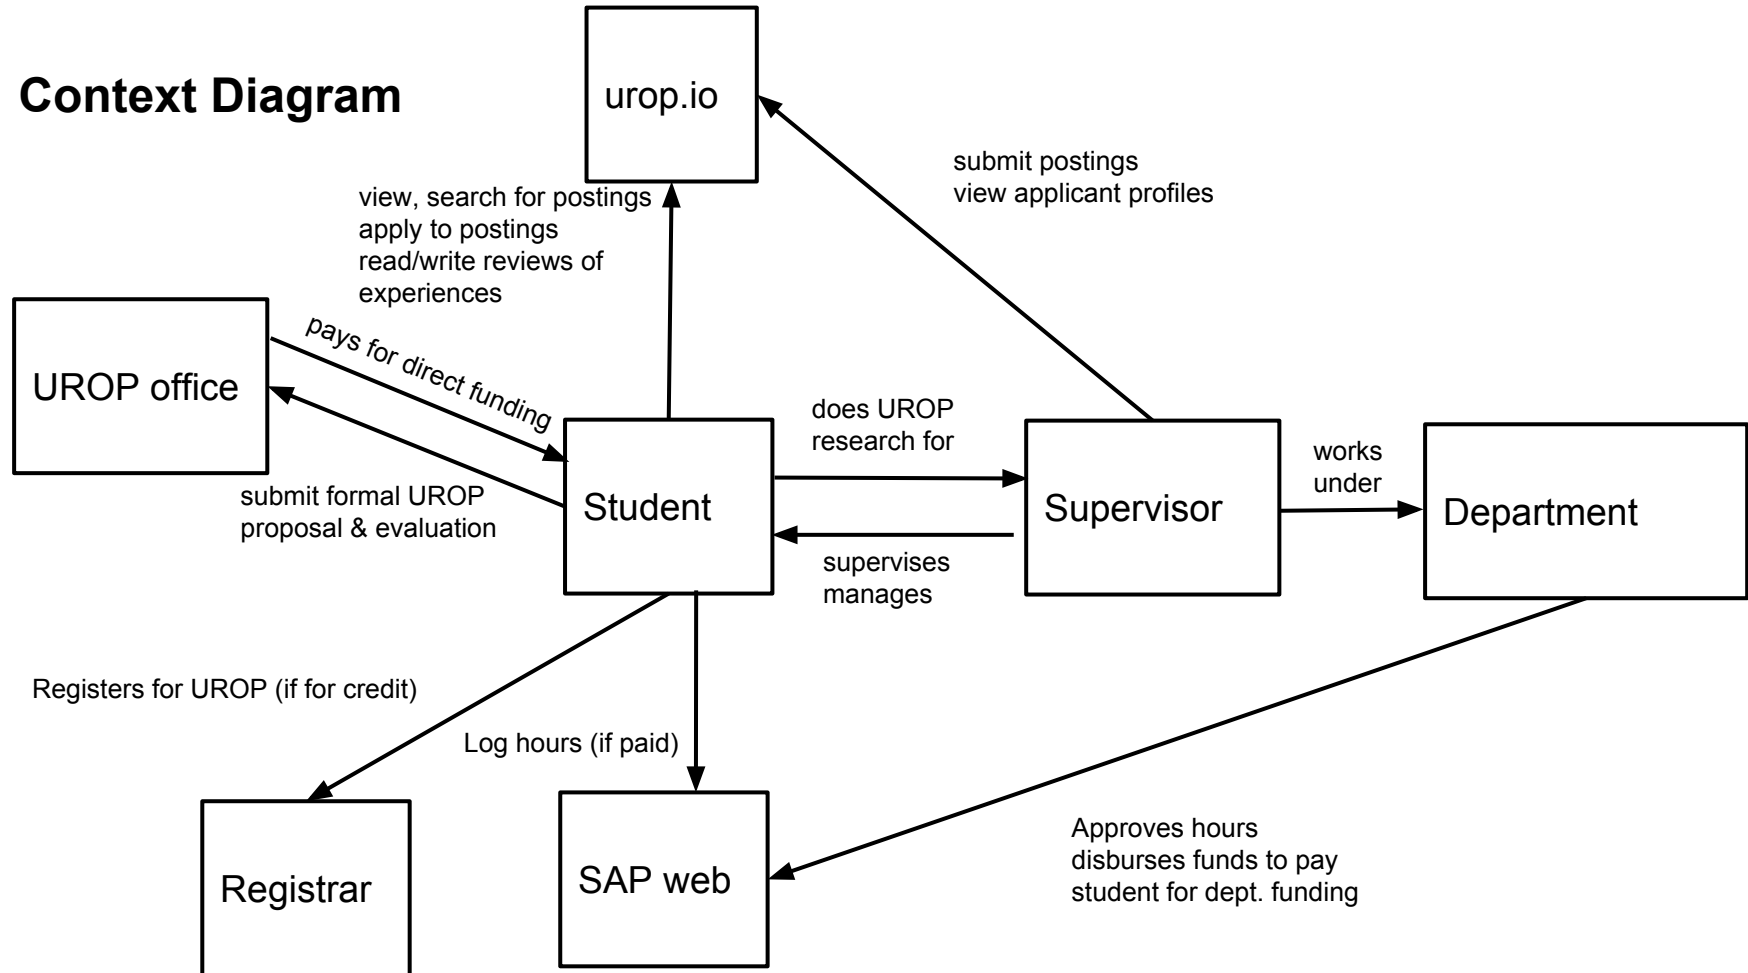 Context Diagram
urop.io
submit postings
view applicant profiles
view, search for postings
apply to postings
read/write reviews of
experiences
pays for direct funding
UROP office
does UROP
research for
works
under
submit formal UROP
proposal & evaluation
Student
Supervisor
Department
supervises
manages
Registers for UROP (if for credit)
Log hours (if paid)
Approves hours
disburses funds to pay
student for dept. funding
Registrar
SAP web